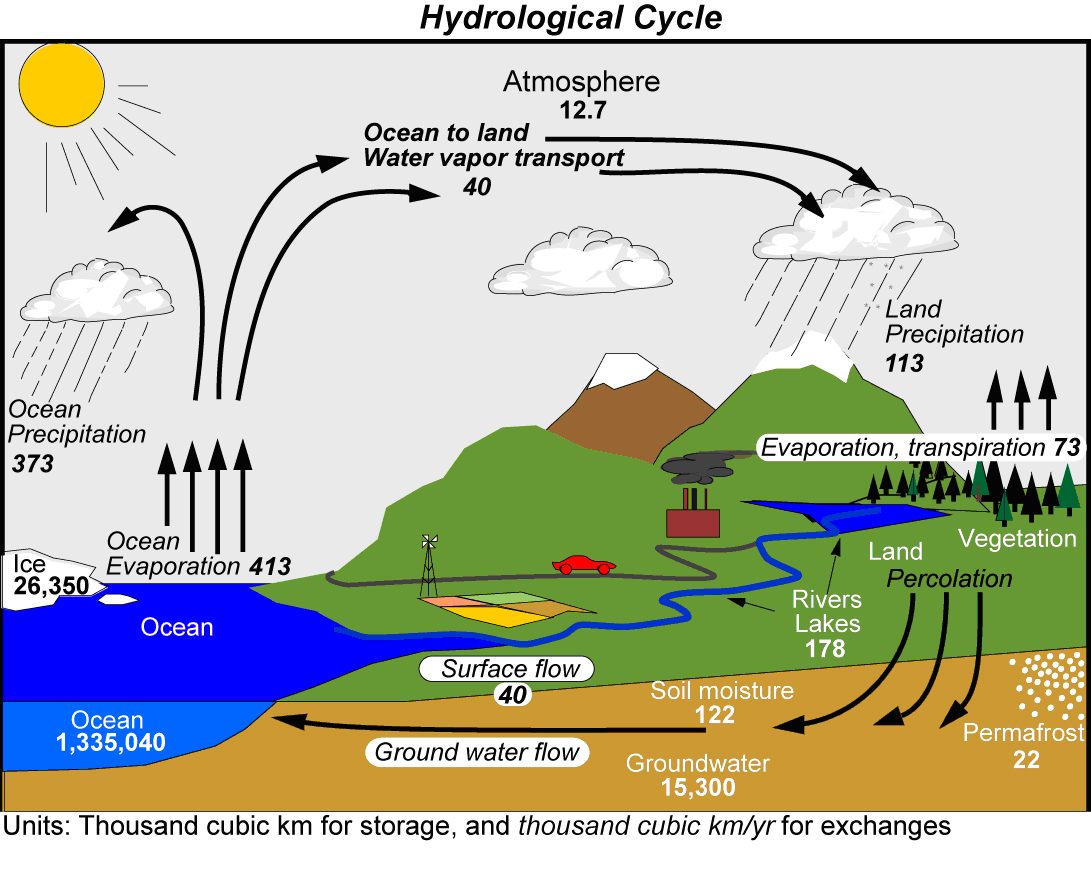 Hydrological Cycle
Atmosphere
12.7
Ocean to land
Water vapor transport
40
Land
Precipitation
113
Ocean
Precipitation
373
Evaporation, transpiration 73
Ocean
Evaporation 413
Ice
26,350
Ocean
Vegetation
Land
Percolation
Rivers
Lakes
178
Surface flow
40
Soil moisture
122
Ocean
1,335,040
Ground water flow
Permafrost
22
Groundwater
15,300
Units: Thousand cubic km for storage, and thousand cubic km/yr for exchanges